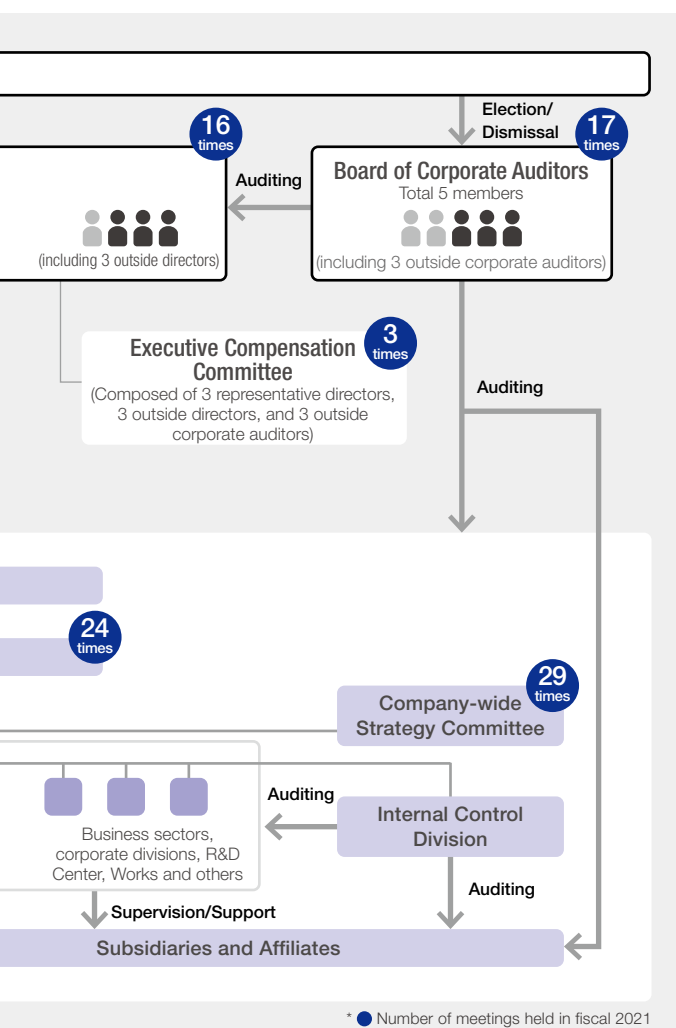 Election/
Dismissal
16
times
17
times
Auditing
Board of Corporate Auditors
Total 5 members
(including 3 outside directors)
(including 3 outside corporate auditors)
3
times
Executive Compensation
Committee
(Composed of 3 representative directors,
3 outside directors, and 3 outside
corporate auditors)
Auditing
24
times
29
times
Company-wide
Strategy Committee
Auditing
Internal Control
Division
Business sectors,
corporate divisions, R&D
Center, Works and others
Auditing
Supervision/Support
Subsidiaries and Affiliates
* Number of meetings held in fiscal 2021